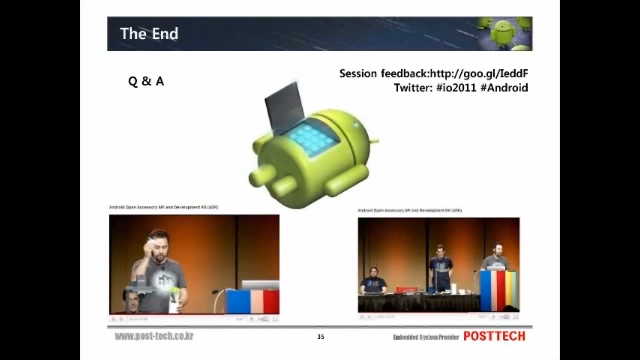 The End
Q & A
Session feedback:http://goo.gl/IeddF
Twitter: #io2011 #Android
Android Open Accessory API and Development Kit (ADK)
Android Open Accessory API and Development Kit (ADK)
www.post-tech.co.kr
35
Embedded System Provider POSTTECH